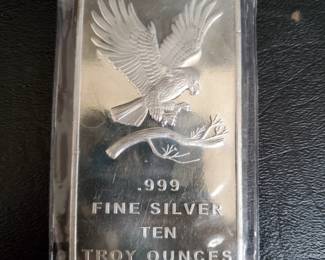 .999
FINE SILVER
TEN
TROY OUNCES